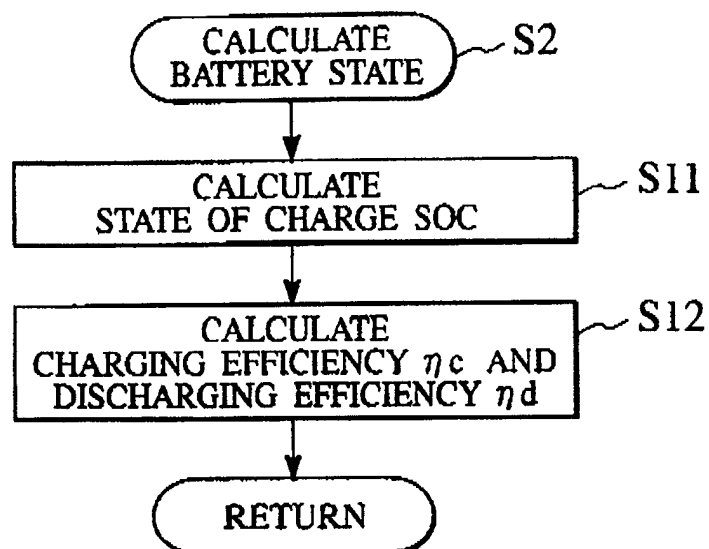 CALCULATE
BATTERY STATE
S2
CALCULATE
STATE OF CHARGE SOC
S11
CALCULATE
CHARGING EFFICIENCY ηc AND
DISCHARGING EFFICIENCY ηd
S12
RETURN